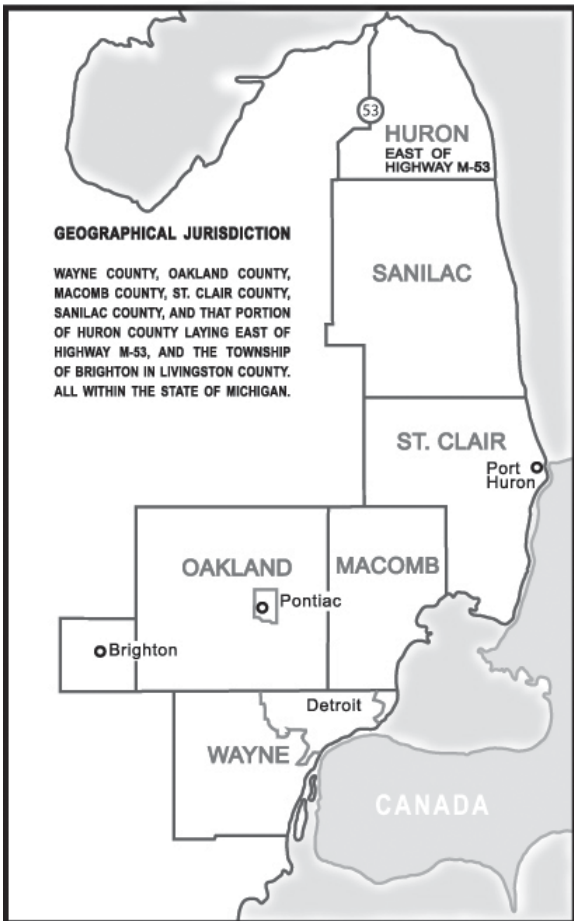 53
HURON
EAST OF
HIGHWAY M-53
GEOGRAPHICAL JURISDICTION
WAYNE COUNTY, OAKLAND COUNTY,
MACOMB COUNTY, ST. CLAIR COUNTY,
SANILAC COUNTY, AND THAT PORTION
OF HURON COUNTY LAYING EAST OF
HIGHWAY M-53, AND THE TOWNSHIP
OF BRIGHTON IN LIVINGSTON COUNTY.
ALL WITHIN THE STATE OF MICHIGAN.
SANILAC
ST. CLAIR
Port
Huron
OAKLAND
MACOMB
Pontiac
Brighton
Detroit
WAYNE
CANADA